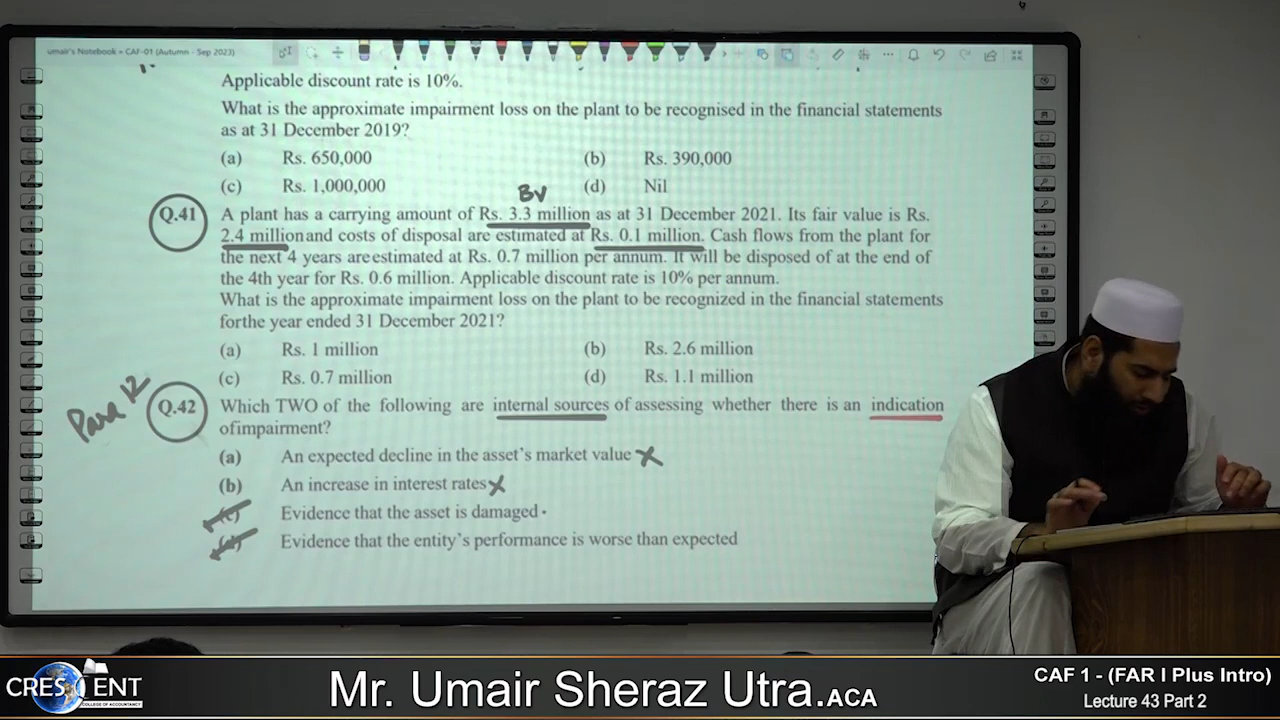 umair's Notebook = CAF-01 (Autumn - Sep 2023)
Applicable discount rate is 10%.
What is the approximate impairment loss on the plant to be recognised in the financial statements
as at 31 December 2019?
(a) Rs. 650,000 (b) Rs. 390,000
(c) Rs. 1,000,000 (d) Nil
BV
Q.41 A plant has a carrying amount of Rs. 3.3 million as at 31 December 2021. Its fair value is Rs.
2.4 million and costs of disposal are estimated at Rs. 0.1 million. Cash flows from the plant for
the next 4 years are estimated at Rs. 0.7 million per annum. It will be disposed of at the end of
the 4th year for Rs. 0.6 million. Applicable discount rate is 10% per annum.
What is the approximate impairment loss on the plant to be recognized in the financial statements
forthe year ended 31 December 2021?
(a) Rs. 1 million (b) Rs. 2.6 million
(c) Rs. 0.7 million (d) Rs. 1.1 million
Para 12
Q.42 Which TWO of the following are internal sources of assessing whether there is an indication
ofimpairment?
(a) An expected decline in the asset's market value
(b) An increase in interest rates
(c) Evidence that the asset is damaged
(d) Evidence that the entity's performance is worse than expected
CRESCENT
COLLEGE OF ACCOUNTANCY
Mr. Umair Sheraz Utra.ACA
CAF 1 - (FAR I Plus Intro)
Lecture 43 Part 2